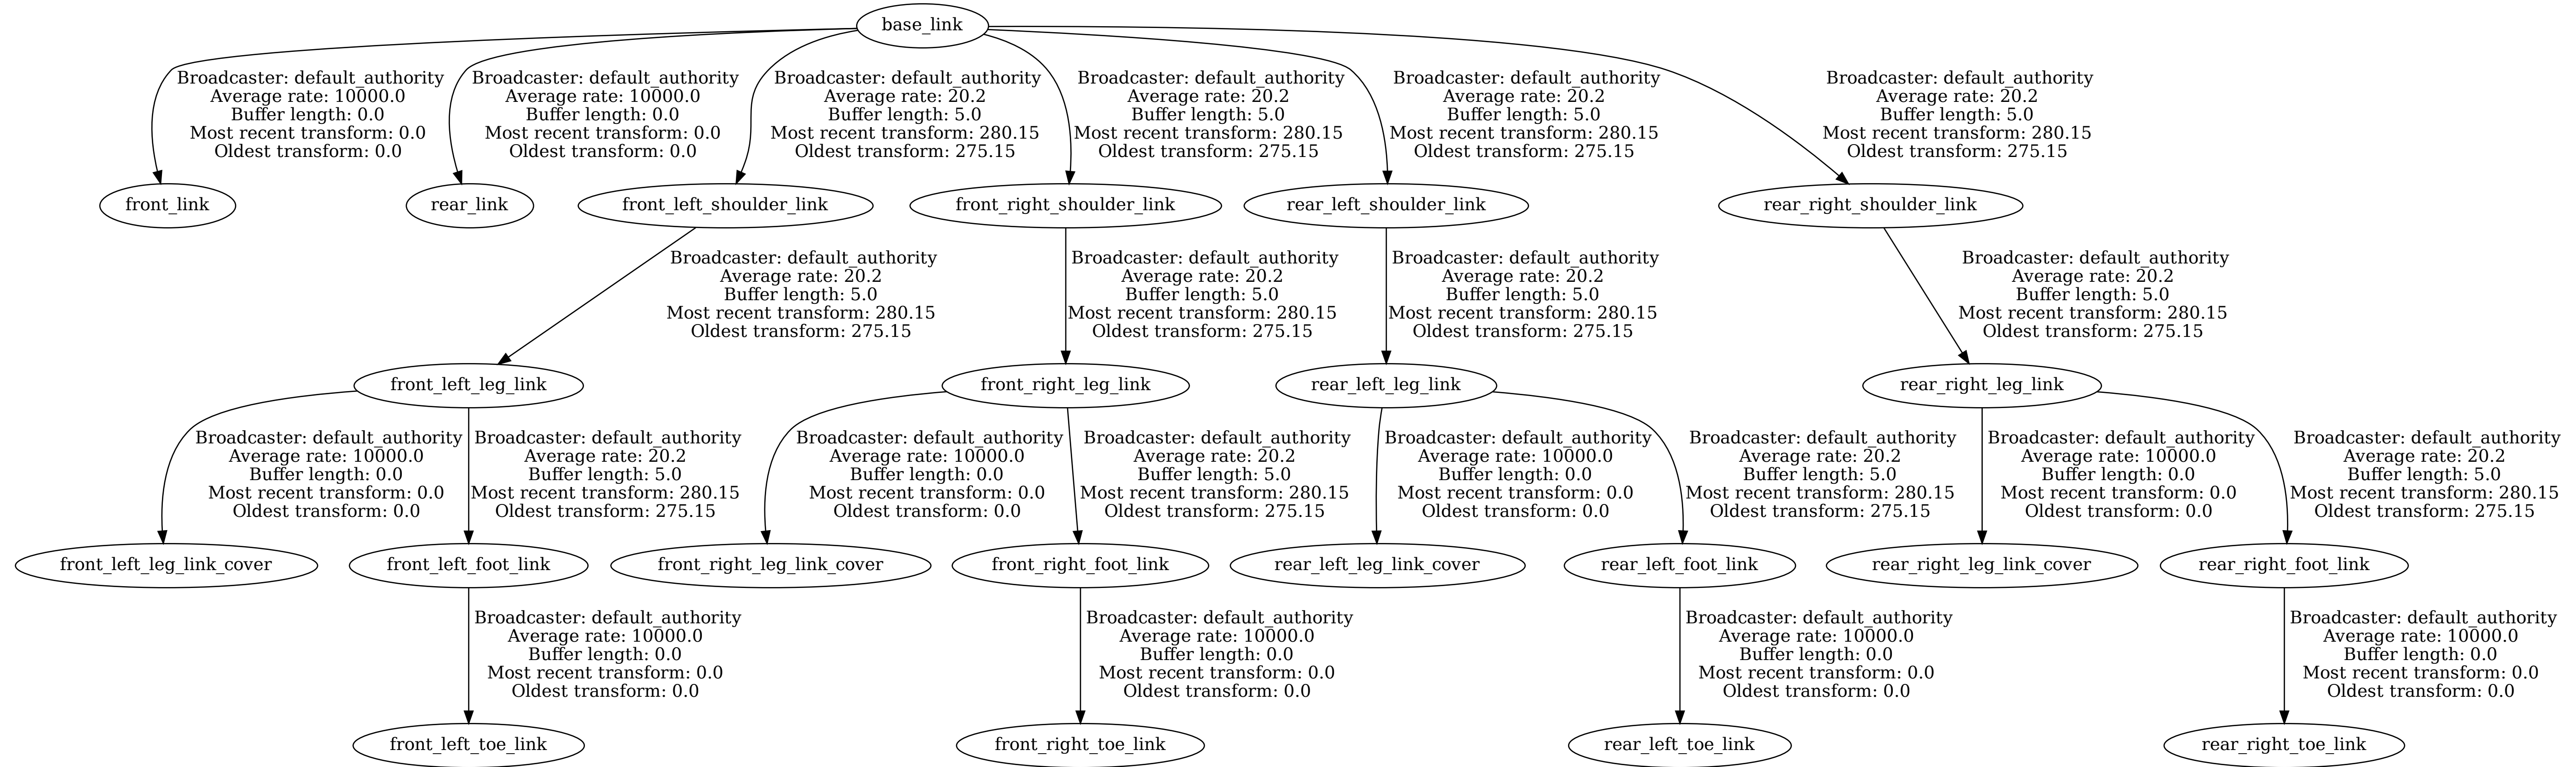 base_link
Broadcaster: default_authority
Average rate: 10000.0
Buffer length: 0.0
Most recent transform: 0.0
Oldest transform: 0.0
Broadcaster: default_authority
Average rate: 10000.0
Buffer length: 0.0
Most recent transform: 0.0
Oldest transform: 0.0
Broadcaster: default_authority
Average rate: 20.2
Buffer length: 5.0
Most recent transform: 280.15
Oldest transform: 275.15
Broadcaster: default_authority
Average rate: 20.2
Buffer length: 5.0
Most recent transform: 280.15
Oldest transform: 275.15
Broadcaster: default_authority
Average rate: 20.2
Buffer length: 5.0
Most recent transform: 280.15
Oldest transform: 275.15
Broadcaster: default_authority
Average rate: 20.2
Buffer length: 5.0
Most recent transform: 280.15
Oldest transform: 275.15
front_link
rear_link
front_left_shoulder_link
front_right_shoulder_link
rear_left_shoulder_link
rear_right_shoulder_link
Broadcaster: default_authority
Average rate: 20.2
Buffer length: 5.0
Most recent transform: 280.15
Oldest transform: 275.15
Broadcaster: default_authority
Average rate: 20.2
Buffer length: 5.0
Most recent transform: 280.15
Oldest transform: 275.15
Broadcaster: default_authority
Average rate: 20.2
Buffer length: 5.0
Most recent transform: 280.15
Oldest transform: 275.15
Broadcaster: default_authority
Average rate: 20.2
Buffer length: 5.0
Most recent transform: 280.15
Oldest transform: 275.15
front_left_leg_link
front_right_leg_link
rear_left_leg_link
rear_right_leg_link
Broadcaster: default_authority
Average rate: 10000.0
Buffer length: 0.0
Most recent transform: 0.0
Oldest transform: 0.0
Broadcaster: default_authority
Average rate: 20.2
Buffer length: 5.0
Most recent transform: 280.15
Oldest transform: 275.15
Broadcaster: default_authority
Average rate: 10000.0
Buffer length: 0.0
Most recent transform: 0.0
Oldest transform: 0.0
Broadcaster: default_authority
Average rate: 20.2
Buffer length: 5.0
Most recent transform: 280.15
Oldest transform: 275.15
Broadcaster: default_authority
Average rate: 10000.0
Buffer length: 0.0
Most recent transform: 0.0
Oldest transform: 0.0
Broadcaster: default_authority
Average rate: 20.2
Buffer length: 5.0
Most recent transform: 280.15
Oldest transform: 275.15
Broadcaster: default_authority
Average rate: 10000.0
Buffer length: 0.0
Most recent transform: 0.0
Oldest transform: 0.0
Broadcaster: default_authority
Average rate: 20.2
Buffer length: 5.0
Most recent transform: 280.15
Oldest transform: 275.15
front_left_leg_link_cover
front_left_foot_link
front_right_leg_link_cover
front_right_foot_link
rear_left_leg_link_cover
rear_left_foot_link
rear_right_leg_link_cover
rear_right_foot_link
Broadcaster: default_authority
Average rate: 10000.0
Buffer length: 0.0
Most recent transform: 0.0
Oldest transform: 0.0
Broadcaster: default_authority
Average rate: 10000.0
Buffer length: 0.0
Most recent transform: 0.0
Oldest transform: 0.0
Broadcaster: default_authority
Average rate: 10000.0
Buffer length: 0.0
Most recent transform: 0.0
Oldest transform: 0.0
Broadcaster: default_authority
Average rate: 10000.0
Buffer length: 0.0
Most recent transform: 0.0
Oldest transform: 0.0
front_left_toe_link
front_right_toe_link
rear_left_toe_link
rear_right_toe_link